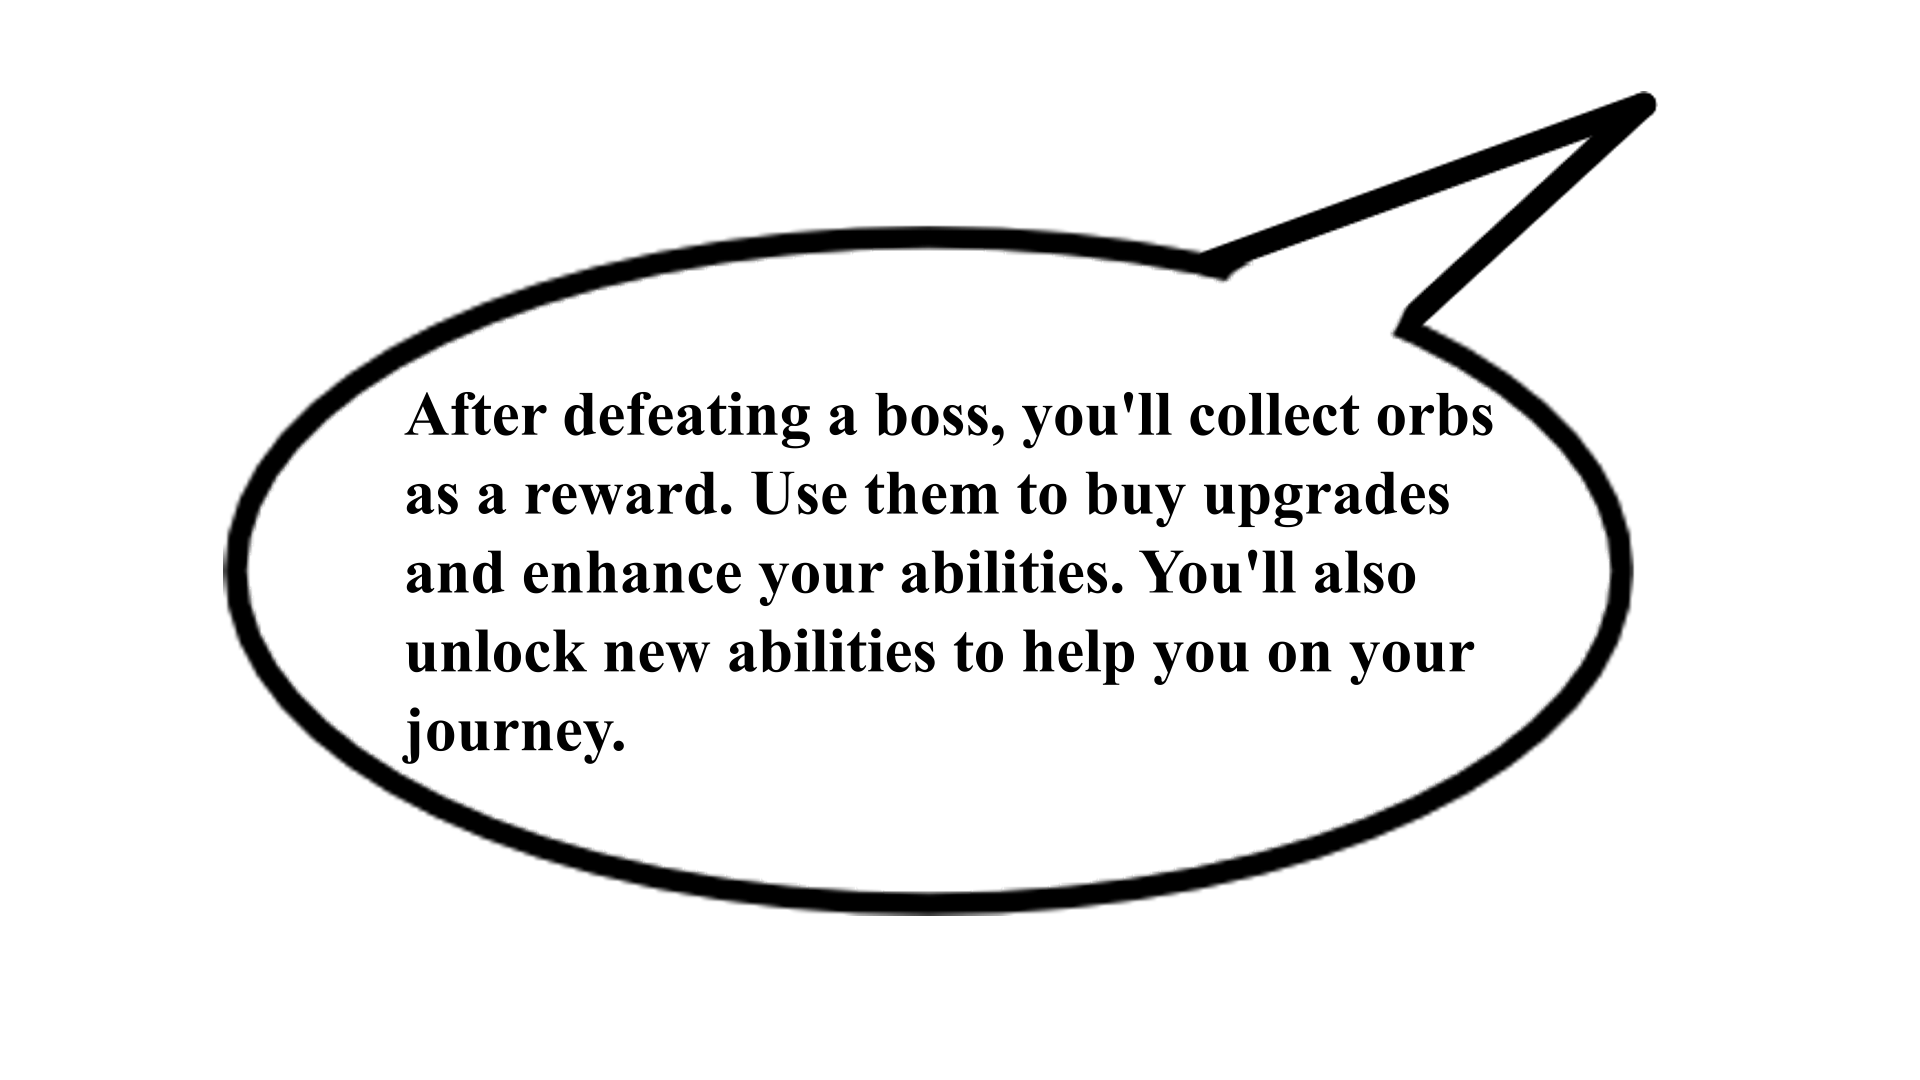 After defeating a boss, you'll collect orbs
as a reward. Use them to buy upgrades
and enhance your abilities. You'll also
unlock new abilities to help you on your
journey.